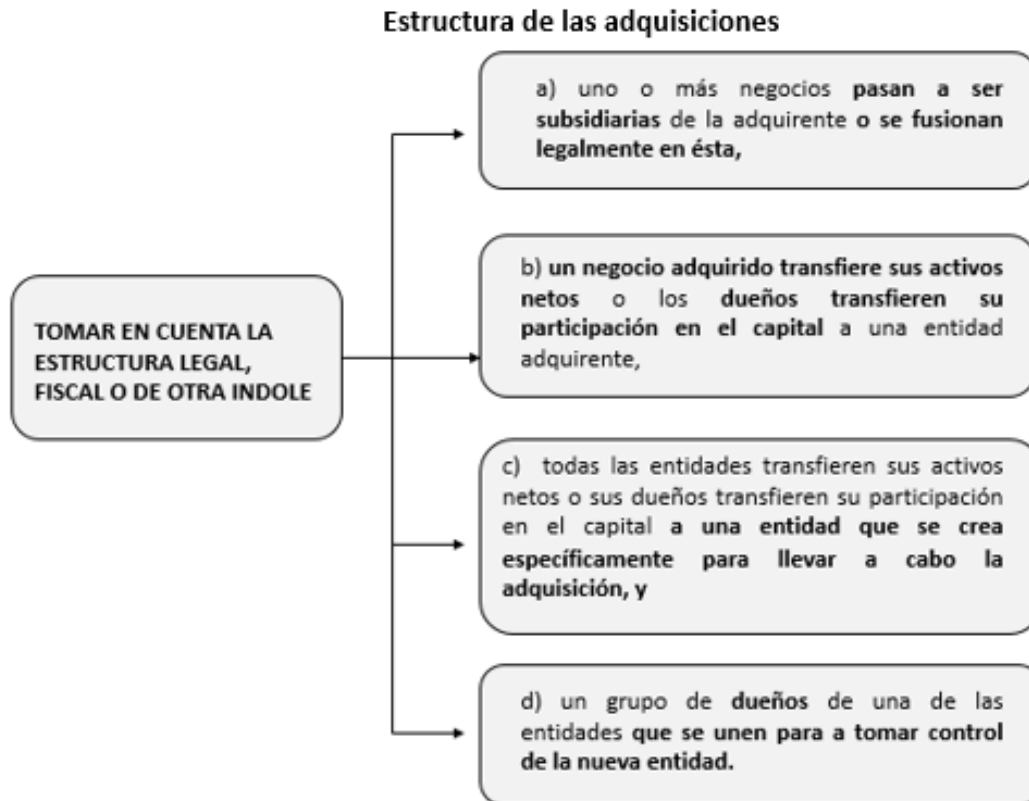 Estructura de las adquisiciones
TOMAR EN CUENTA LA
ESTRUCTURA LEGAL,
FISCAL O DE OTRA INDOLE
a) uno o más negocios pasan a ser
subsidiarias de la adquirente o se fusionan
legalmente en ésta,
b) un negocio adquirido transfiere sus activos
netos o los dueños transfieren su
participación en el capital a una entidad
adquirente,
c) todas las entidades transfieren sus activos
netos o sus dueños transfieren su participación
en el capital a una entidad que se crea
específicamente para llevar a cabo la
adquisición, y
d) un grupo de dueños de una de las
entidades que se unen para a tomar control
de la nueva entidad.